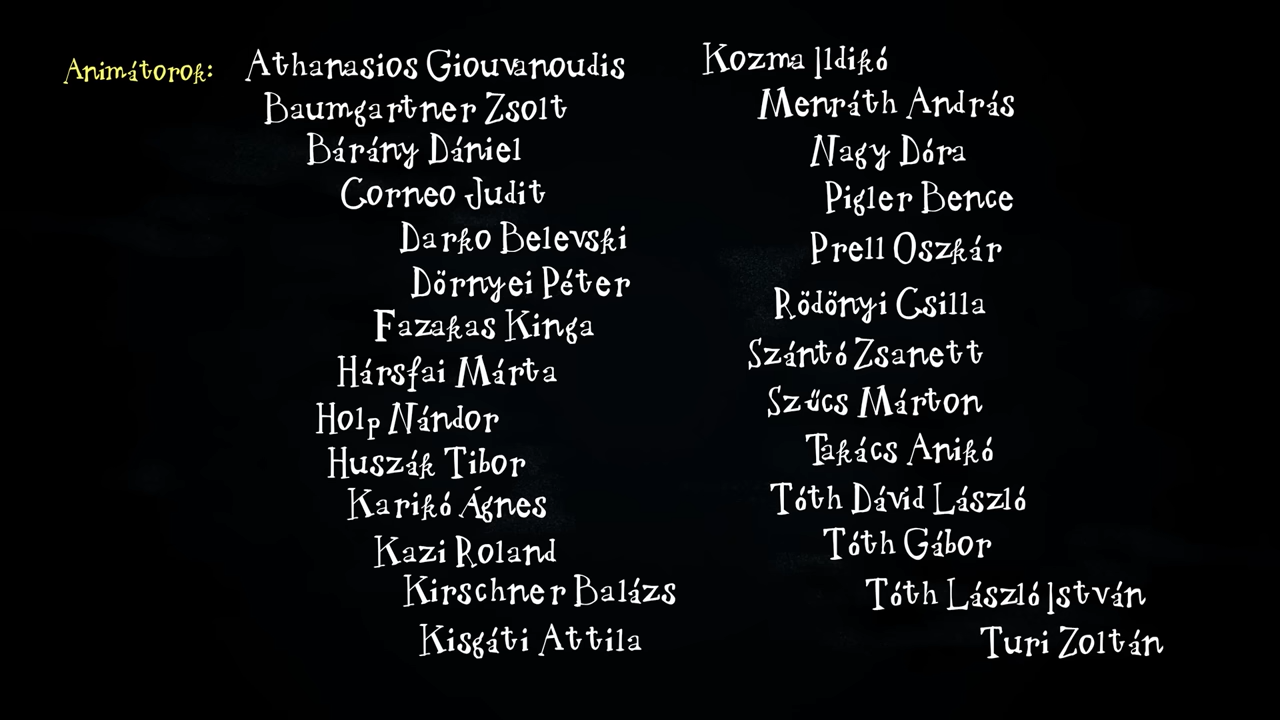 Animátorok:
Athanasios Giouvanoudis
Baumgartner Zsolt
Bárány Dániel
Corneo Judit
Darko Belevski
Dörnyei Péter
Fazakas Kinga
Hársfai Márta
Holp Nándor
Huszák Tibor
Karikó Ágnes
Kazi Roland
Kirschner Balázs
Kisgáti Attila
Kozma Ildikó
Menráth András
Nagy Dóra
Pigler Bence
Prell Oszkár
Rödönyi Csilla
Szántó Zsanett
Szűcs Márton
Takács Anikó
Tóth Dávid László
Tóth Gábor
Tóth László István
Turi Zoltán